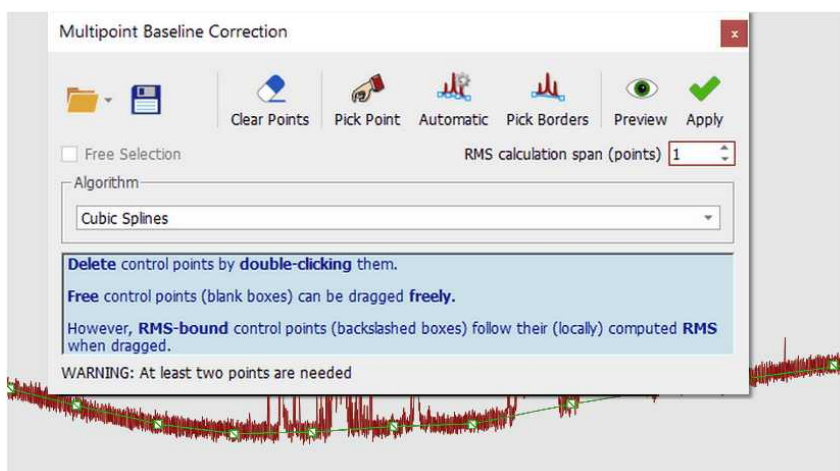 Multipoint Baseline Correction
x
Clear Points
Pick Point
Automatic
Pick Borders
Preview
Apply
Free Selection
RMS calculation span (points) 1
Algorithm
Cubic Splines
Delete control points by double-clicking them.
Free control points (blank boxes) can be dragged freely.
However, RMS-bound control points (backslashed boxes) follow their (locally) computed RMS
when dragged.
WARNING: At least two points are needed